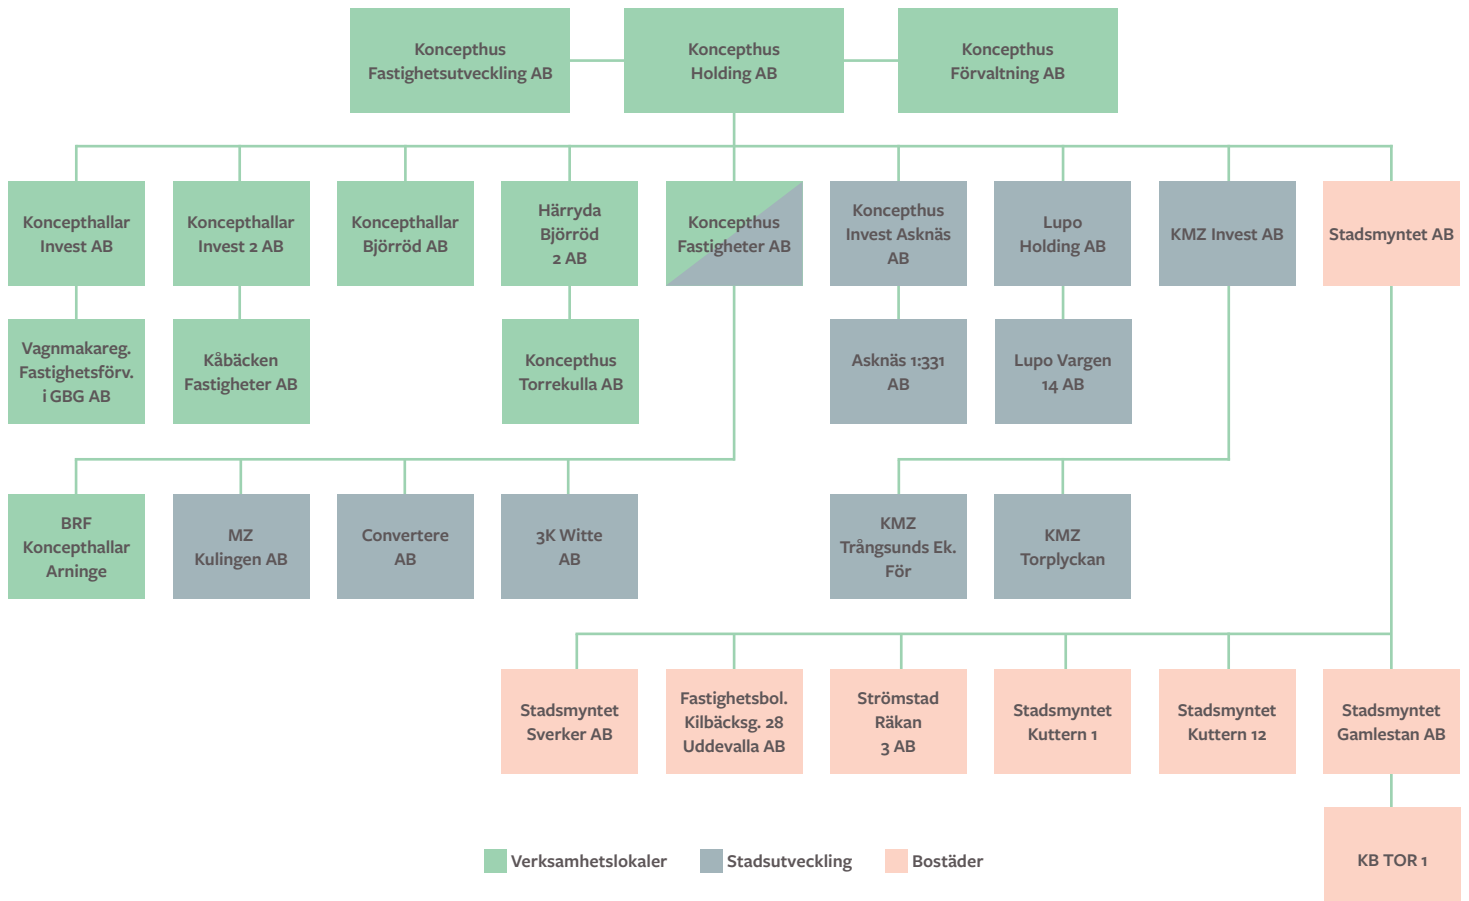 Koncepthus
Fastighetsutveckling AB
Koncepthus
Holding AB
Koncepthus
Förvaltning AB
Koncepthallar
Invest AB
Koncepthallar
Invest 2 AB
Koncepthallar
Björröd AB
Härryda
Björröd
2 AB
Koncepthus
Fastigheter AB
Koncepthus
Invest Asknäs
AB
Lupo
Holding AB
KMZ Invest AB
Stadsmyntet AB
Vagnmakareg.
Fastighetsförv.
i GBG AB
Kåbäcken
Fastigheter AB
Koncepthus
Torrekulla AB
Asknäs 1:331
AB
Lupo Vargen
14 AB
BRF
Koncepthallar
Arninge
MZ
Kulingen AB
Convertere
AB
3K Witte
AB
KMZ
Trångsunds Ek.
För
KMZ
Torplyckan
Stadsmyntet
Sverker AB
Fastighetsbol.
Kilbäcksg. 28
Uddevalla AB
Strömstad
Räkan
3 AB
Stadsmyntet
Kuttern 1
Stadsmyntet
Kuttern 12
Stadsmyntet
Gamlestan AB
KB TOR 1
Verksamhetslokaler
Stadsutveckling
Bostäder